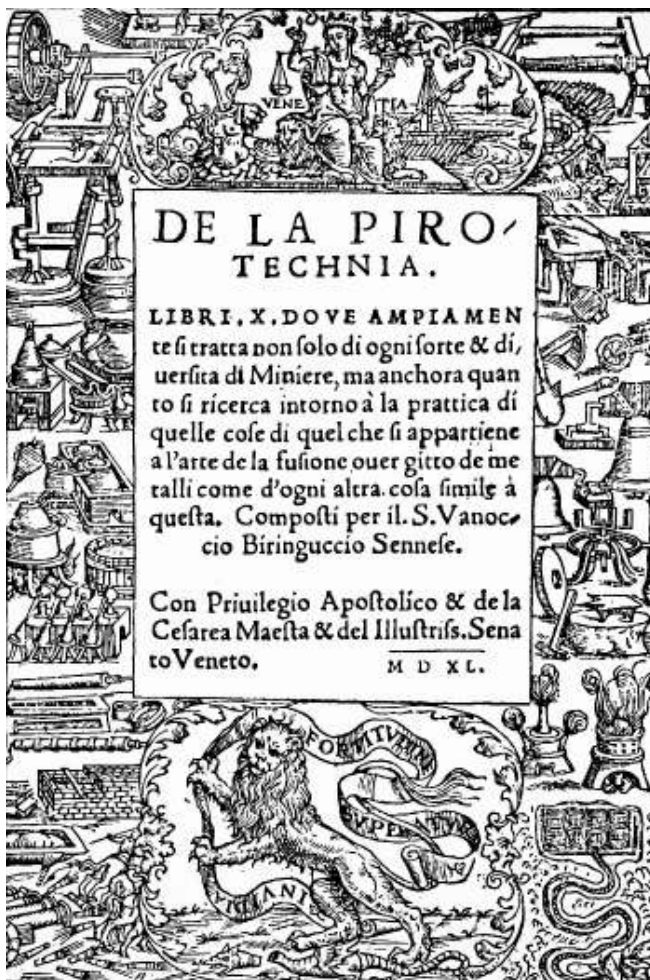 VENE TIA
DE LA PIRO-
TECHNIA.
LIBRI. X. DOVE AMPIAMEN
te ſi tratta non ſolo di ogni ſorte & di,
uerſita di Miniere, ma anchora quan
to ſi ricerca intorno à la prattica di
quelle coſe di quel che ſi appartiene
a l'arte de la fuſione ouer gitto de me
talli come d'ogni altra coſa ſimile à
queſta. Compoſti per il. S. Vanoc-
cio Biringuccio Senneſe.
Con Priuilegio Apoſtolico & de la
Ceſarea Maeſta & del Illuſtriſs. Sena
to Veneto.
M D XL.